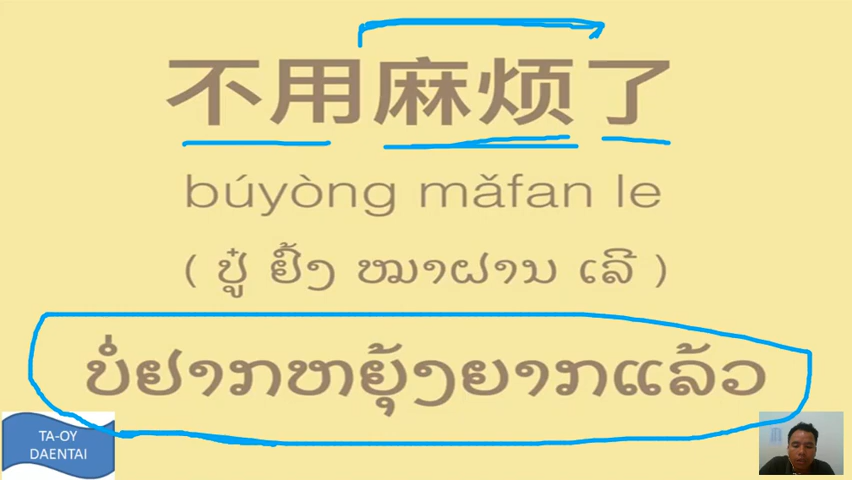 不用麻烦了
búyòng mǎfan le
( ປູ໋ ຢົ້ງ ໝາຝານ ເລີ )
ບໍ່ຢາກຫຍຸ້ງຍາກແລ້ວ
TA-OY
DAENTAI